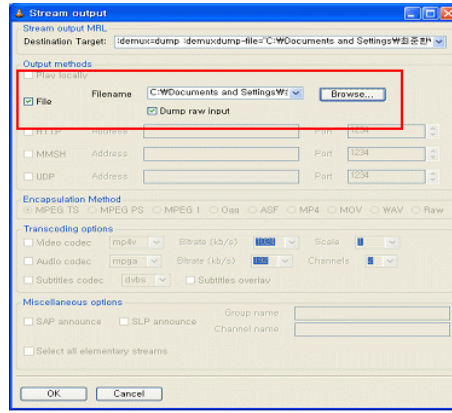 Stream output
Stream output MRL
Destination Target: :demux=dump :demuxdump-file="C:₩Documents and Settings₩최준환₩
Output methods
Play locally
File Filename C:₩Documents and Settings₩ Browse...
Dump raw input
HTTP Address Port 1234
MMSH Address Port 1234
UDP Address Port 1234
Encapsulation Method
MPEG TS MPEG PS MPEG 1 Ogg ASF MP4 MOV WAV Raw
Transcoding options
Video codec mp4v Bitrate (kb/s) 1024 Scale 1
Audio codec mpga Bitrate (kb/s) 192 Channels 2
Subtitles codec dvbs Subtitles overlay
Miscellaneous options
SAP announce SLP announce Group name
Channel name
Select all elementary streams
OK Cancel